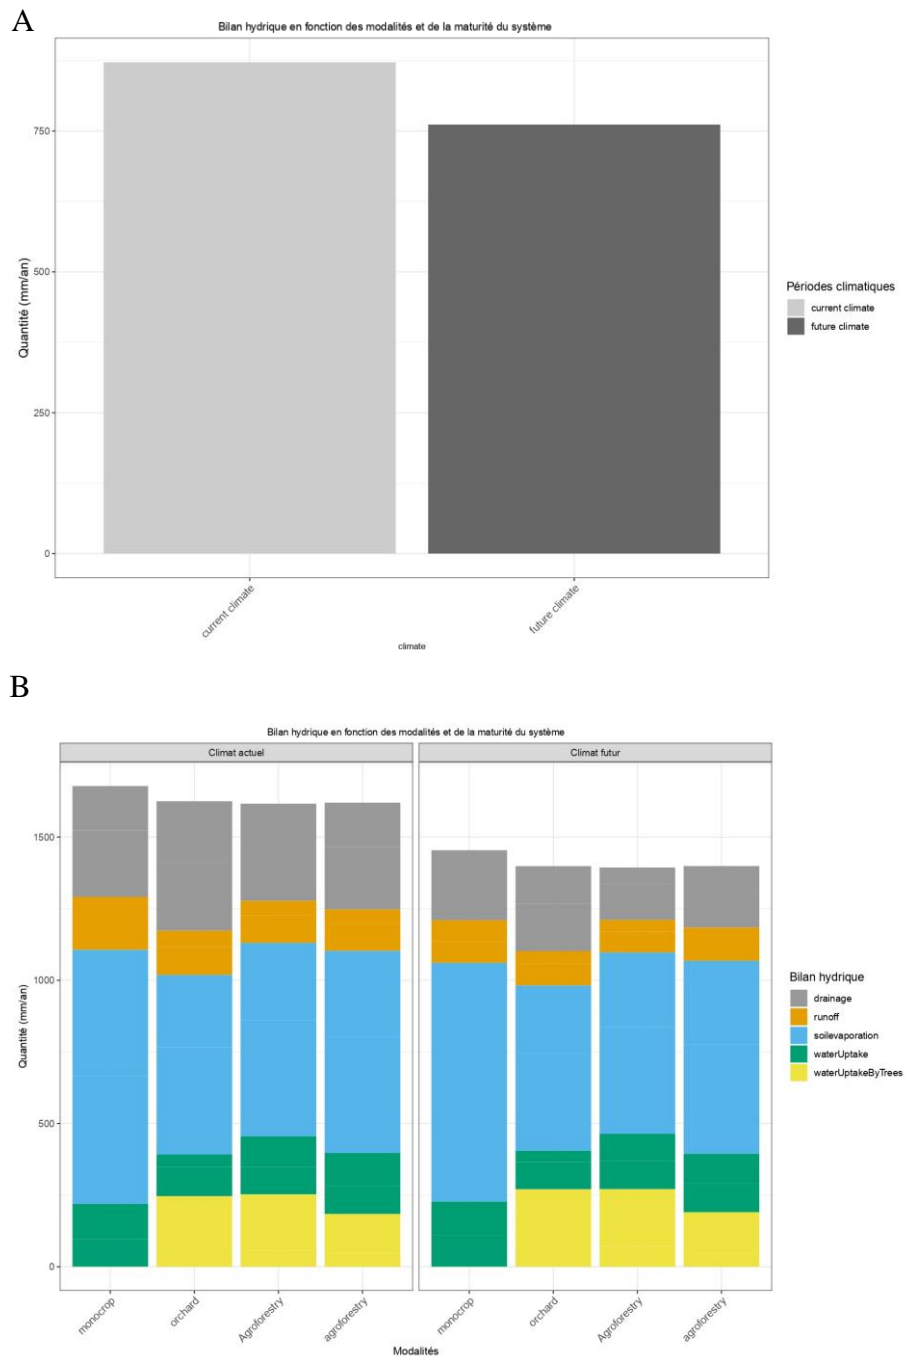 A
Bilan hydrique en fonction des modalités et de la maturité du système
750
500
250
0
Quantité (mm/an)
current climate
future climate
climate
Périodes climatiques
current climate
future climate
B
Bilan hydrique en fonction des modalités et de la maturité du système
Climat actuel
Climat futur
1500
1000
500
0
Quantité (mm/an)
monocrop
orchard
Agroforestry
agroforestry
monocrop
orchard
Agroforestry
agroforestry
Modalités
Bilan hydrique
drainage
runoff
soilevaporation
waterUptake
waterUptakeByTrees